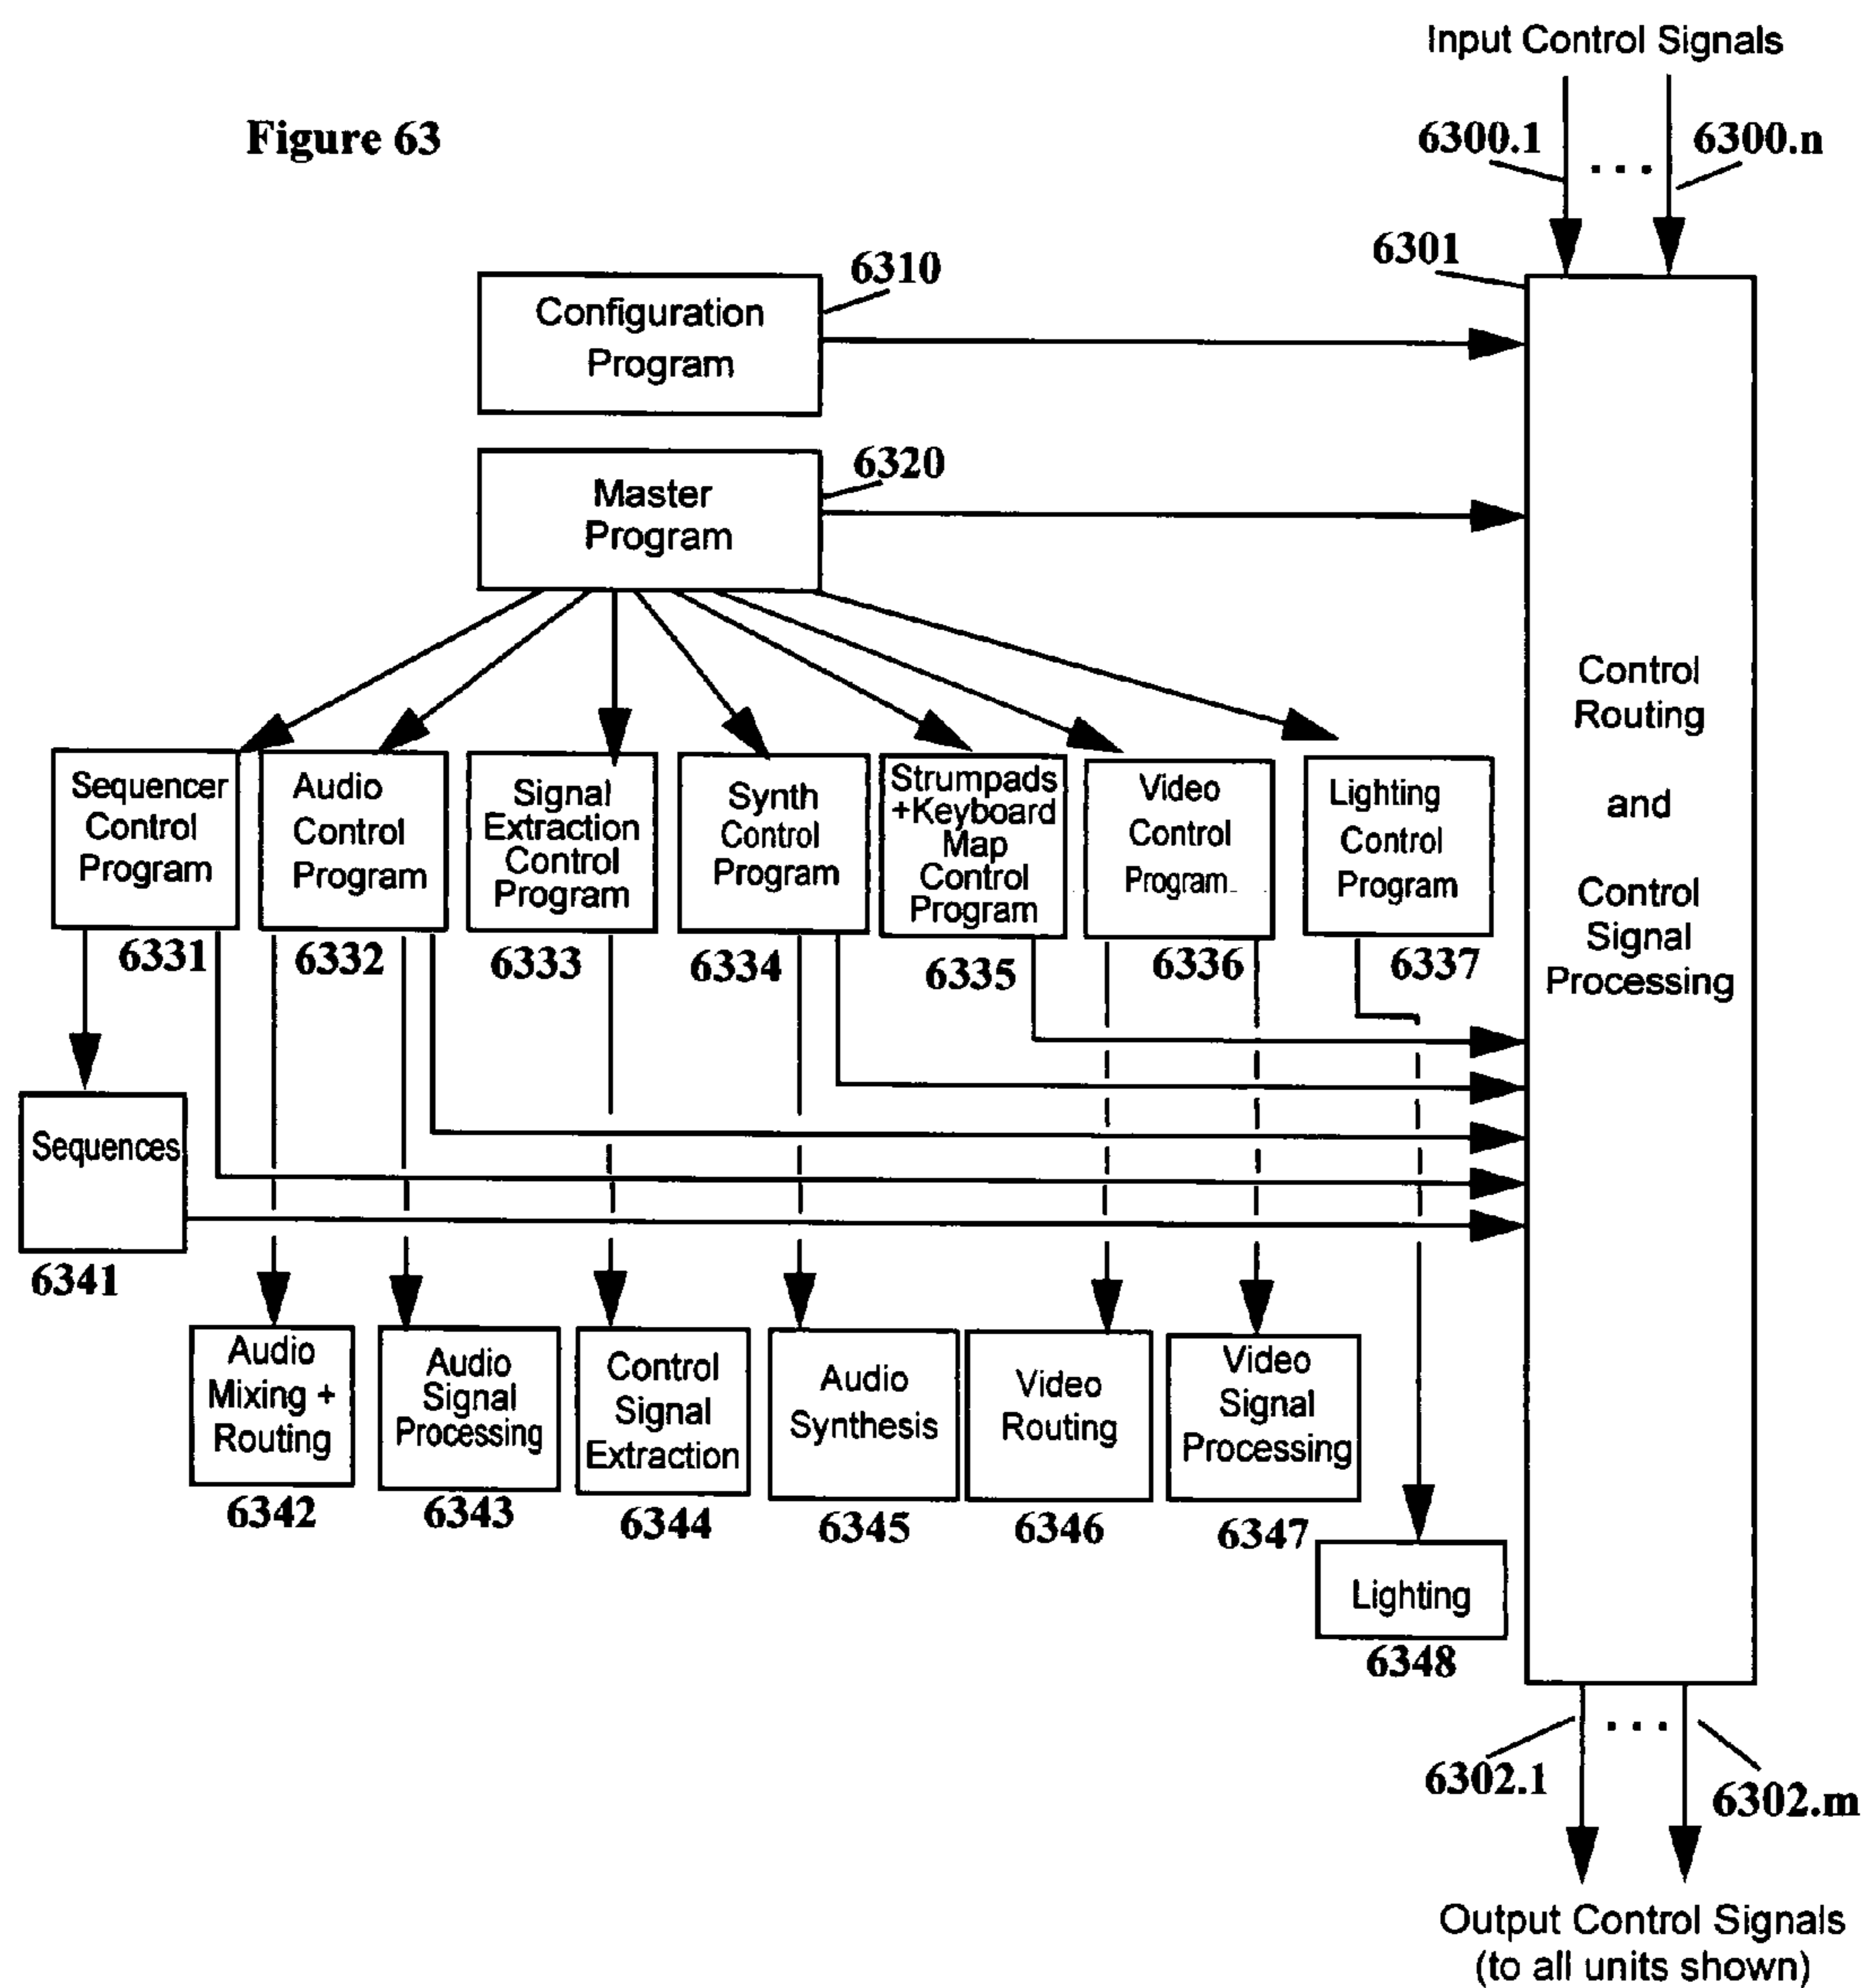 Input Control Signals
Figure 63
6300.1
. . .
6300.n
6301
6310
Configuration
Program
6320
Master
Program
Control
Routing
and
Control
Signal
Processing
Sequencer
Control
Program
Audio
Control
Program
Signal
Extraction
Control
Program
Synth
Control
Program
Strumpads
+Keyboard
Map
Control
Program
Video
Control
Program
Lighting
Control
Program
6331
6332
6333
6334
6335
6336
6337
Sequences
6341
Audio
Mixing +
Routing
Audio
Signal
Processing
Control
Signal
Extraction
Audio
Synthesis
Video
Routing
Video
Signal
Processing
6342
6343
6344
6345
6346
6347
Lighting
6348
. . .
6302.1
6302.m
Output Control Signals
(to all units shown)